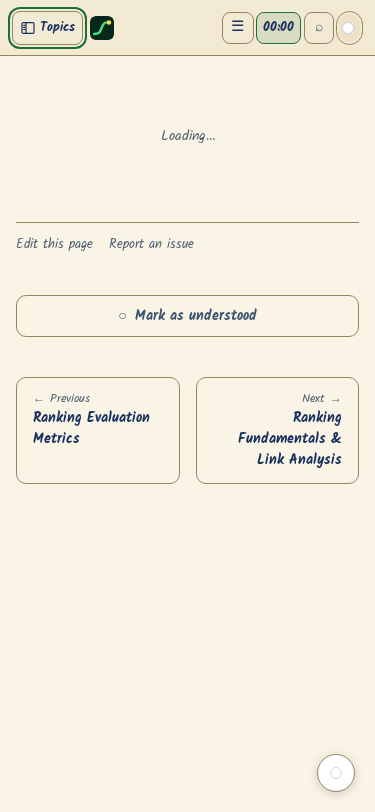 Topics
☰
00:00
⌕
Loading...
Edit this page
Report an issue
○ Mark as understood
← Previous
Ranking Evaluation
Metrics
Next →
Ranking
Fundamentals &
Link Analysis